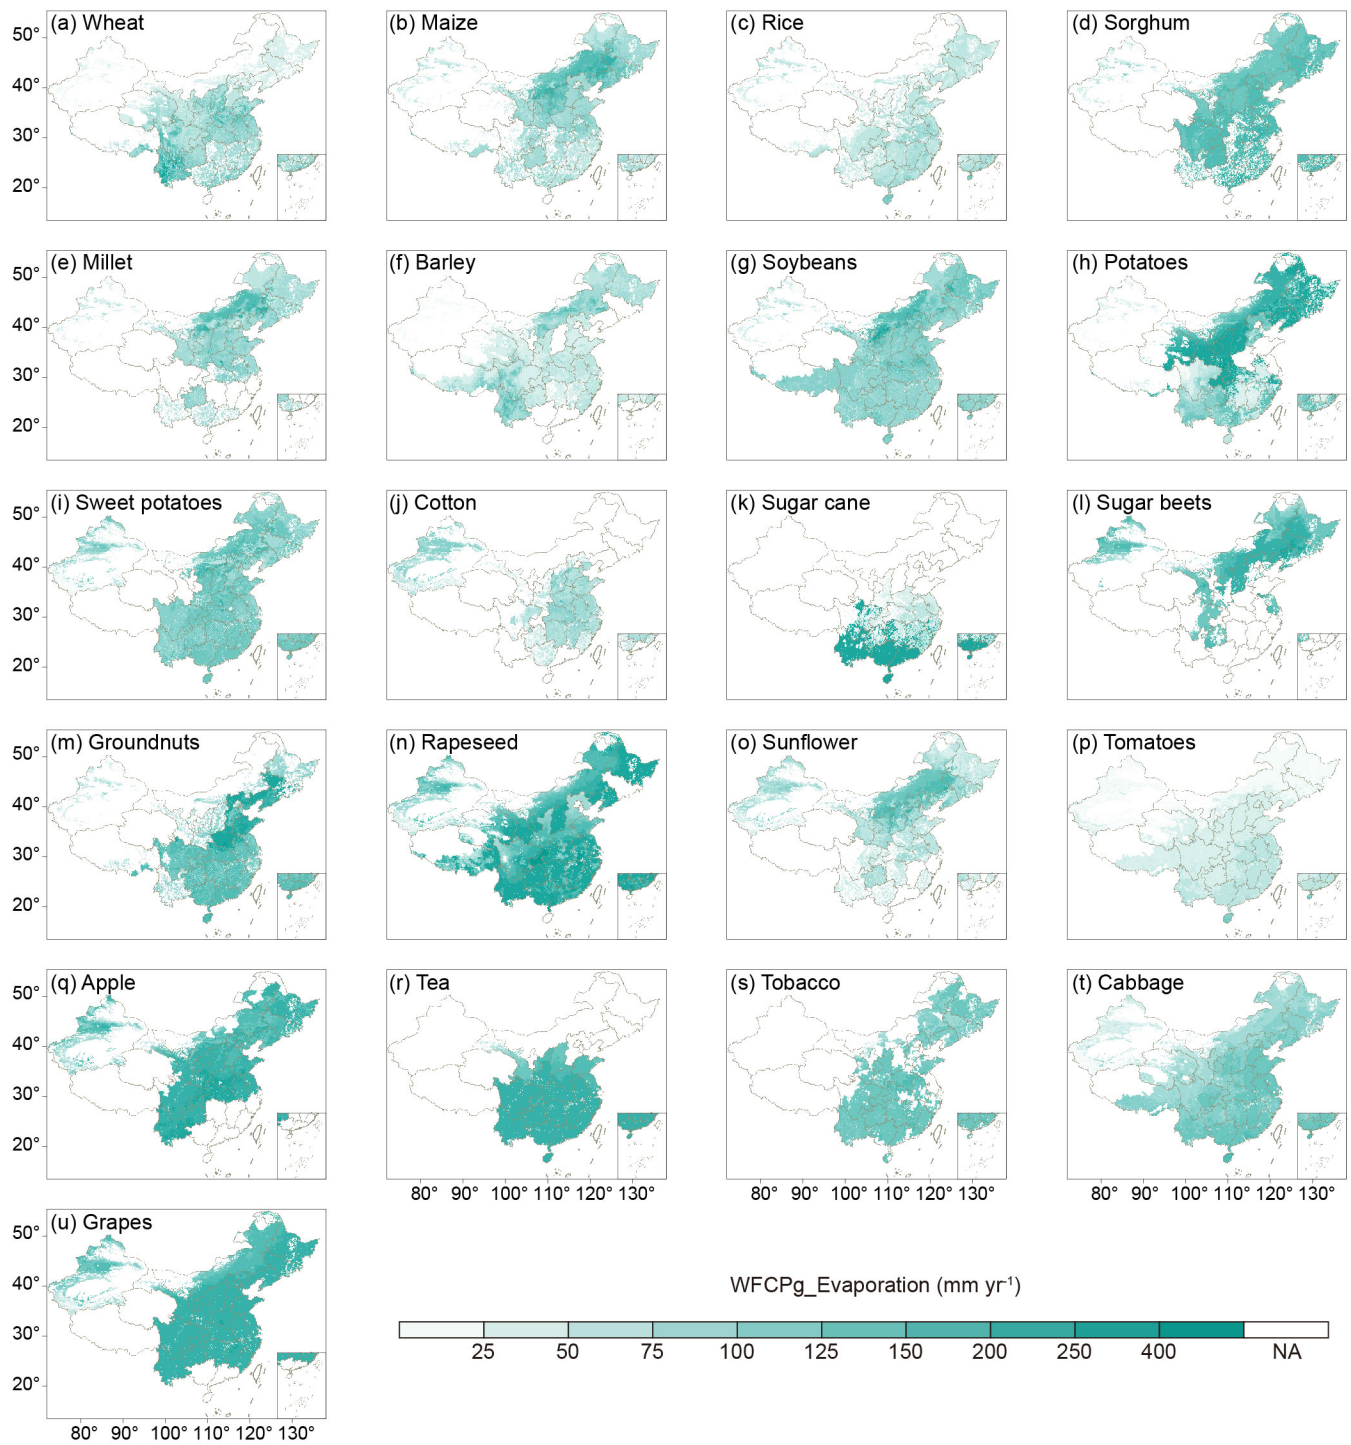 (a) Wheat
(b) Maize
(c) Rice
(d) Sorghum
50°
40°
30°
20°
(e) Millet
(f) Barley
(g) Soybeans
(h) Potatoes
50°
40°
30°
20°
(i) Sweet potatoes
(j) Cotton
(k) Sugar cane
(l) Sugar beets
50°
40°
30°
20°
(m) Groundnuts
(n) Rapeseed
(o) Sunflower
(p) Tomatoes
50°
40°
30°
20°
(q) Apple
(r) Tea
(s) Tobacco
(t) Cabbage
50°
40°
30°
20°
80° 90° 100° 110° 120° 130°
80° 90° 100° 110° 120° 130°
80° 90° 100° 110° 120° 130°
(u) Grapes
50°
40°
30°
20°
80° 90° 100° 110° 120° 130°
WFCPg_Evaporation (mm yr⁻¹)
25 50 75 100 125 150 200 250 400 NA